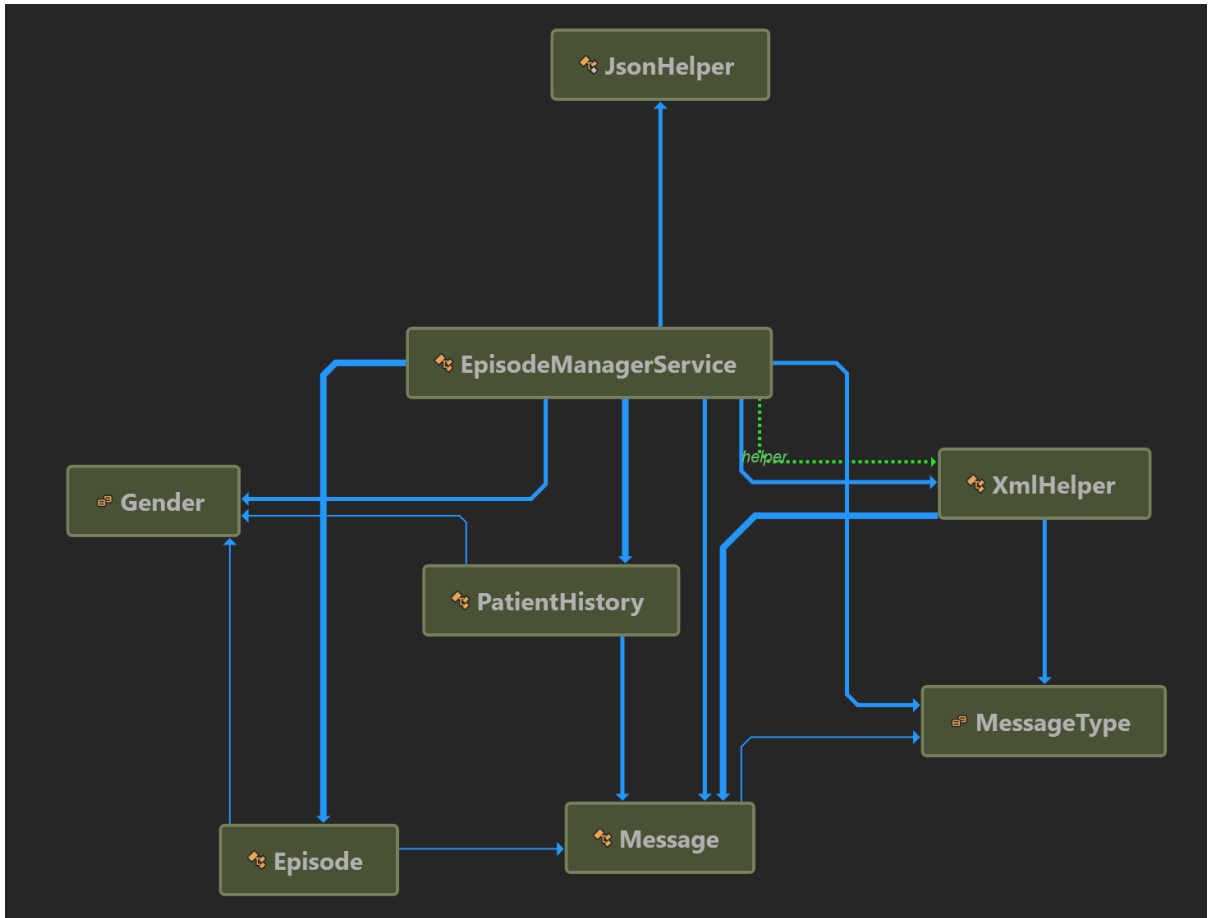 JsonHelper
EpisodeManagerService
helper
XmlHelper
Gender
PatientHistory
MessageType
Message
Episode